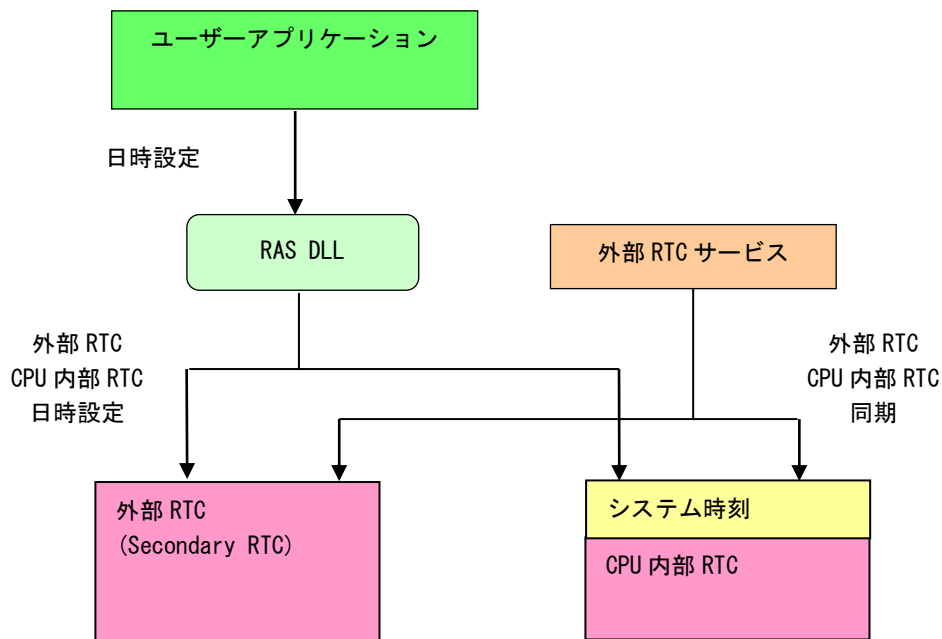 ユーザーアプリケーション
日時設定
RAS DLL
外部 RTC サービス
外部 RTC
CPU 内部 RTC
日時設定
外部 RTC
CPU 内部 RTC
同期
外部 RTC
(Secondary RTC)
システム時刻
CPU 内部 RTC